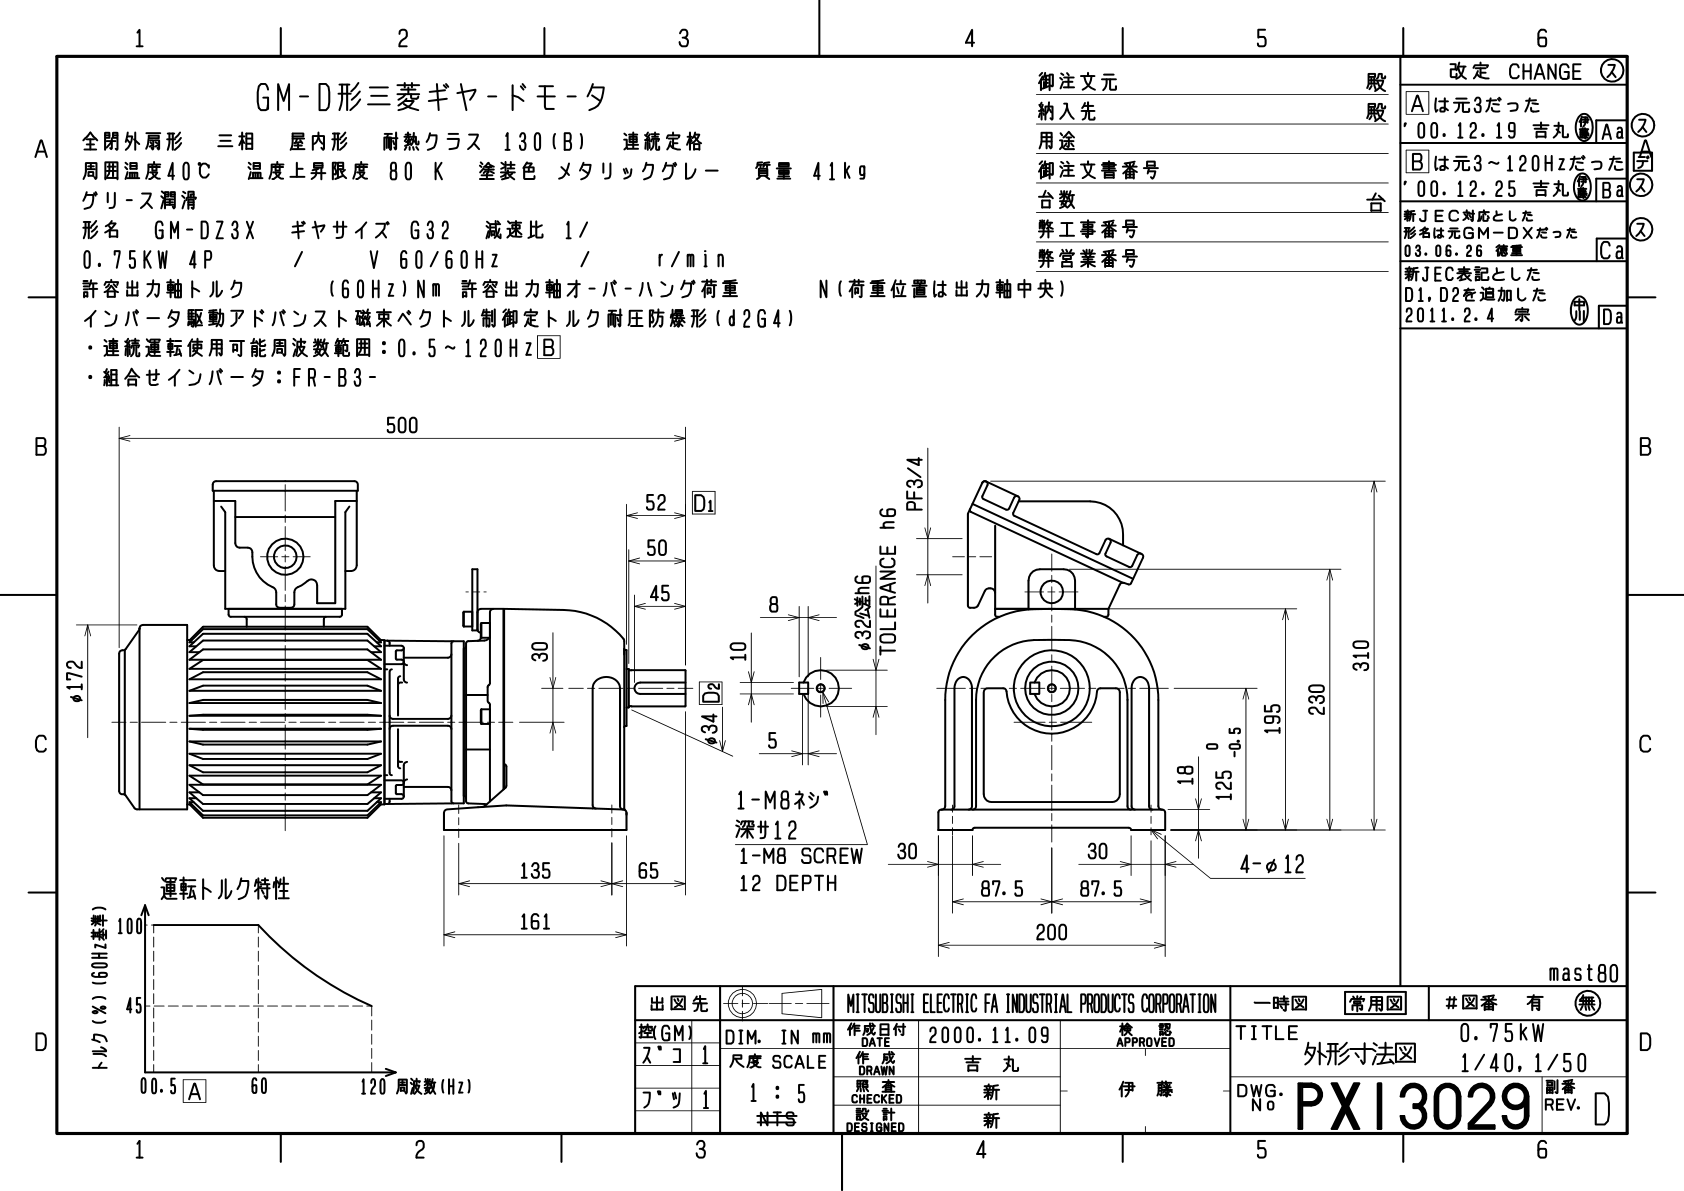 1 2 3 4 5 6
A A
B B
C C
D D
GM-D形三菱ギヤ-ドモ-タ
全閉外扇形 三相 屋内形 耐熱クラス 130(B) 連続定格
周囲温度40℃ 温度上昇限度 80 K 塗装色 メタリックグレー 質量 41kg
グリ-ス潤滑
形名 GM-DZ3X ギヤサイズ G32 減速比 1/
0.75KW 4P / V 60/60Hz / r/min
許容出力軸トルク (60Hz)Nm 許容出力軸オ-バ-ハング荷重 N(荷重位置は出力軸中央)
インバ-タ駆動アドバンスト磁束ベクトル制御定トルク耐圧防爆形(d2G4)
・連続運転使用可能周波数範囲:0.5~120Hz B
・組合せインバ-タ:FR-B3-
御注文元 殿
納入先 殿
用途
御注文書番号
台数 台
弊工事番号
弊営業番号
改定 CHANGE ス
A は元3だった
'00.12.19 吉丸 伊藤 Aa ス
B は元3~120Hzだった
'00.12.25 吉丸 伊藤 Ba ス
新JEC対応とした
形名は元GM-DXだった
03.06.26 徳重 Ca ス
新JEC表記とした
D1,D2を追加した
2011.2.4 宗 中川 Da
500
52 D1
50
45
30
φ172
φ34 D2
135 65
161
8
10
5
φ32公差h6
TOLERANCE h6
1-M8ネジ
深サ12
1-M8 SCREW
12 DEPTH
PF3/4
310
230
195
125 0 -0.5
18
30 30
87.5 87.5
200
4-φ12
運転トルク特性
トルク(%)(60Hz基準)
100
45
00.5 A 60 120 周波数(Hz)
mast80
出図先
控(GM)
ズコ 1
ブツ 1
DIM. IN mm
尺度 SCALE
1 : 5
NTS
MITSUBISHI ELECTRIC FA INDUSTRIAL PRODUCTS CORPORATION
作成日付 DATE 2000.11.09
作成 DRAWN 吉丸
照査 CHECKED 新
設計 DESIGNED 新
検認 APPROVED
伊藤
一時図 常用図 #図番 有 無
TITLE 0.75kW
外形寸法図 1/40,1/50
DWG. No PX13029 副番 REV. D
1 2 3 4 5 6